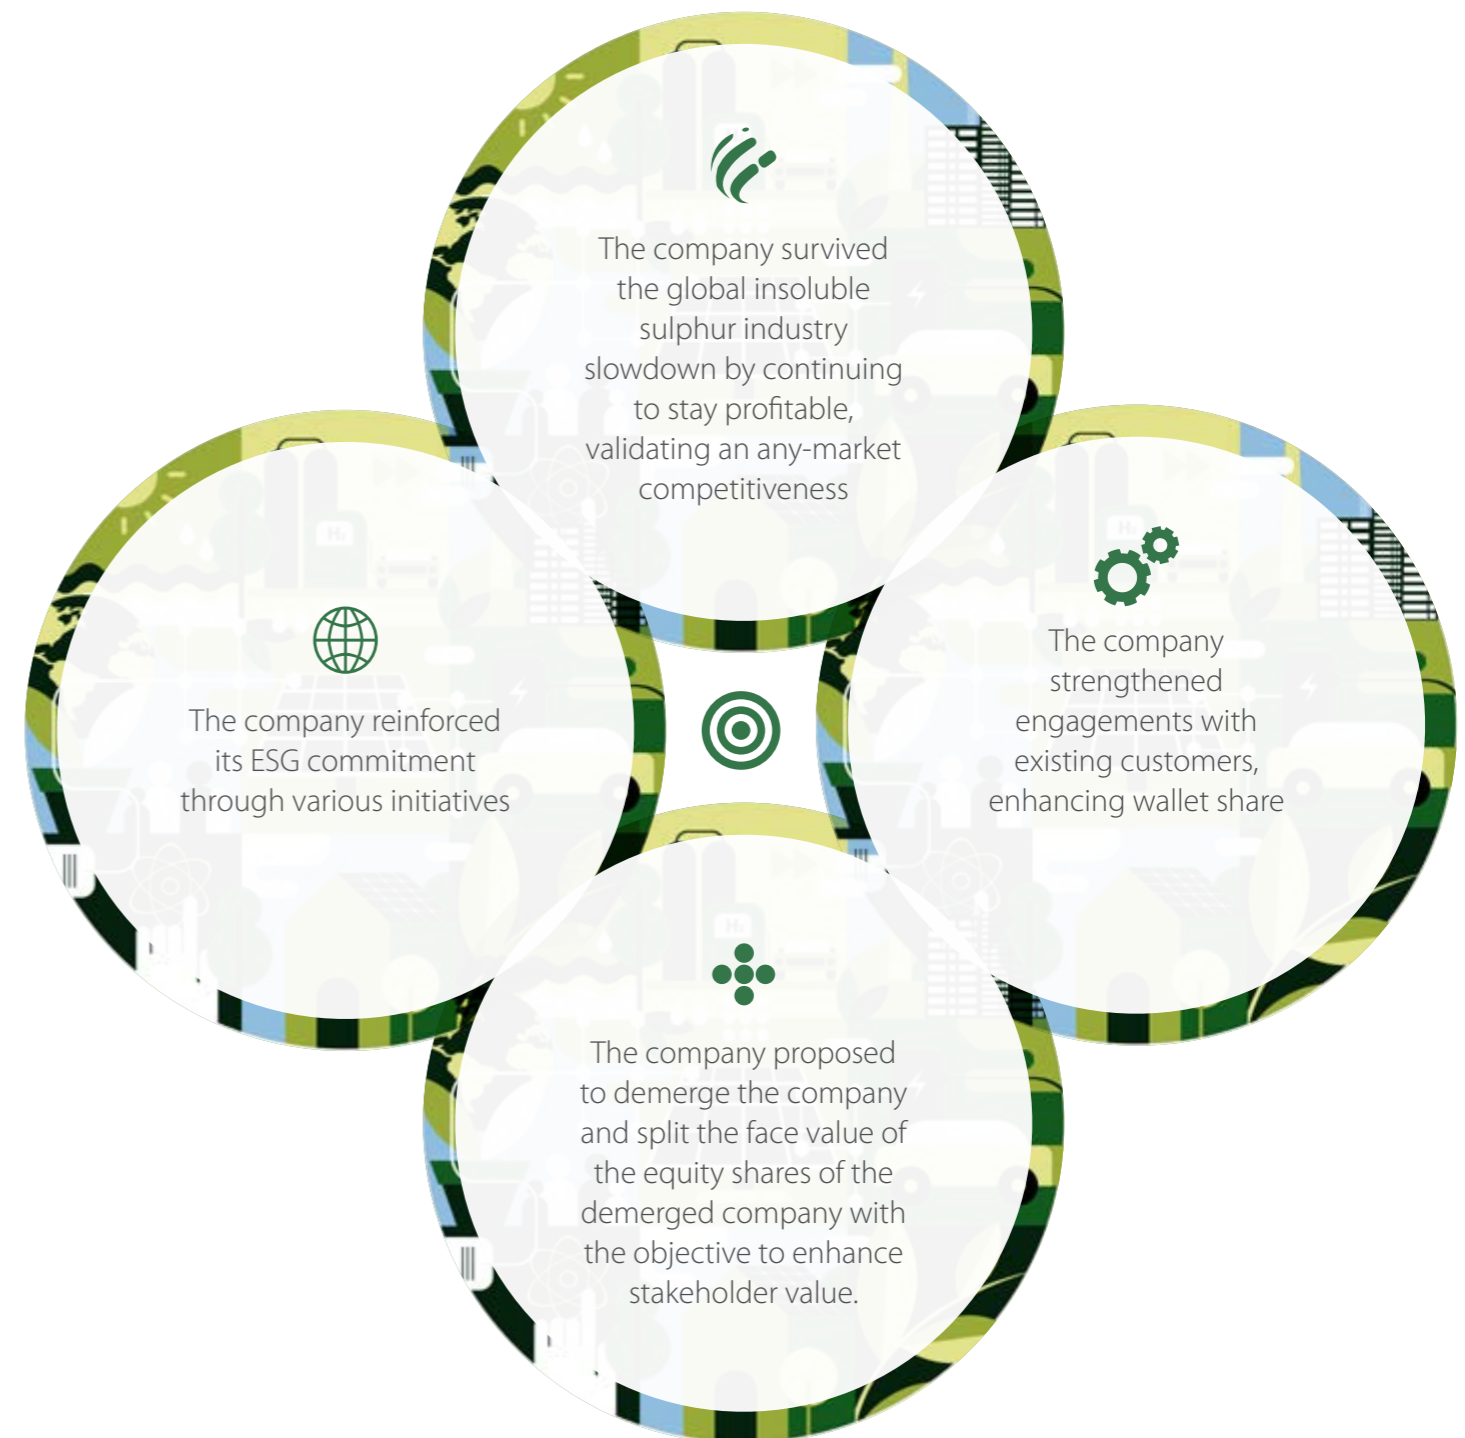 The company survived
the global insoluble
sulphur industry
slowdown by continuing
to stay profitable,
validating an any-market
competitiveness
H₂
The company
strengthened
engagements with
existing customers,
enhancing wallet share
H₂
The company reinforced
its ESG commitment
through various initiatives
H₂
The company proposed
to demerge the company
and split the face value of
the equity shares of the
demerged company with
the objective to enhance
stakeholder value.